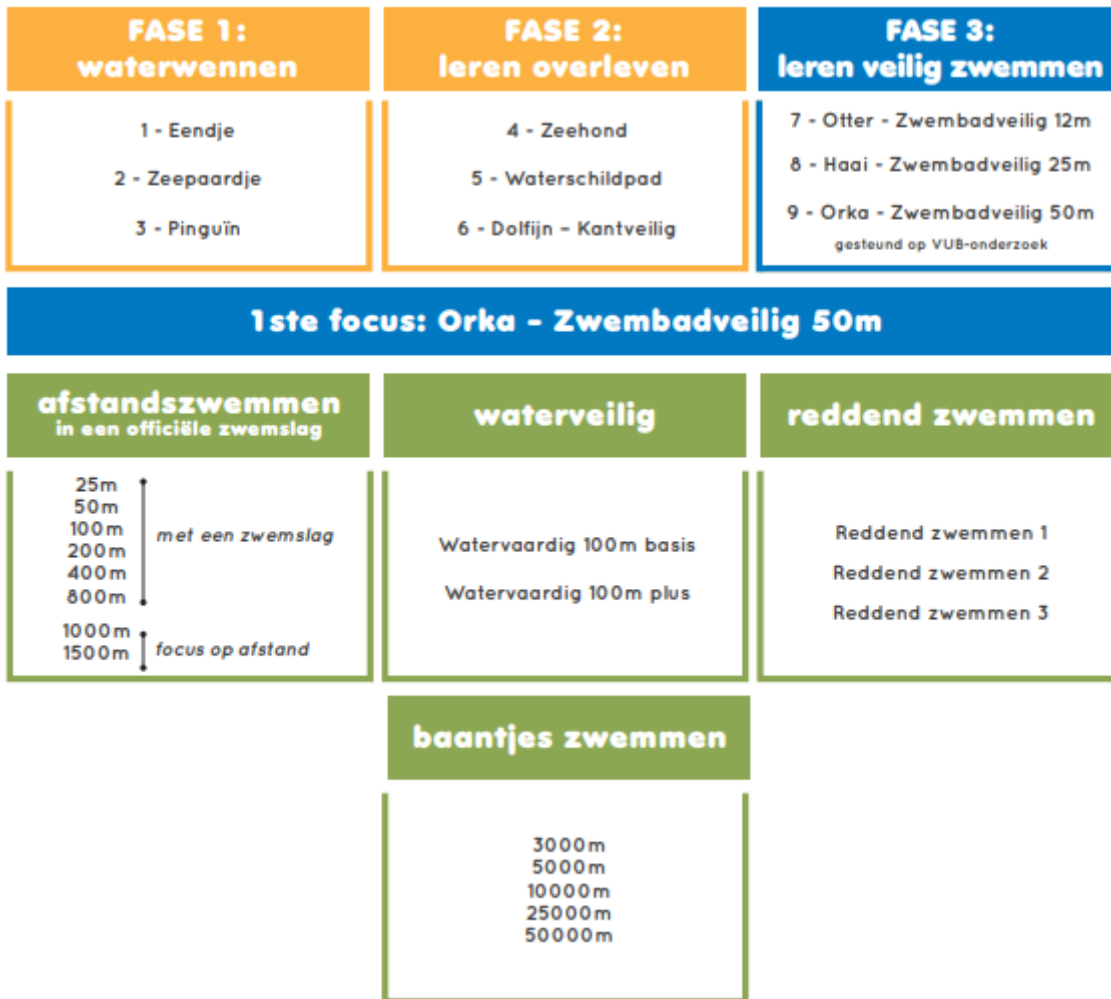 FASE 1:
waterwennen
1 - Eendje
2 - Zeepaardje
3 - Pinguïn
FASE 2:
leren overleven
4 - Zeehond
5 - Waterschildpad
6 - Dolfijn – Kantveilig
FASE 3:
leren veilig zwemmen
7 - Otter - Zwembadveilig 12m
8 - Haai - Zwembadveilig 25m
9 - Orka - Zwembadveilig 50m
gesteund op VUB-onderzoek
1ste focus: Orka – Zwembadveilig 50m
afstandszwemmen
in een officiële zwemslag
25m
50m
100m
200m
400m
800m
met een zwemslag
1000m
1500m
focus op afstand
waterveilig
Watervaardig 100m basis
Watervaardig 100m plus
reddend zwemmen
Reddend zwemmen 1
Reddend zwemmen 2
Reddend zwemmen 3
baantjes zwemmen
3000m
5000m
10000m
25000m
50000m